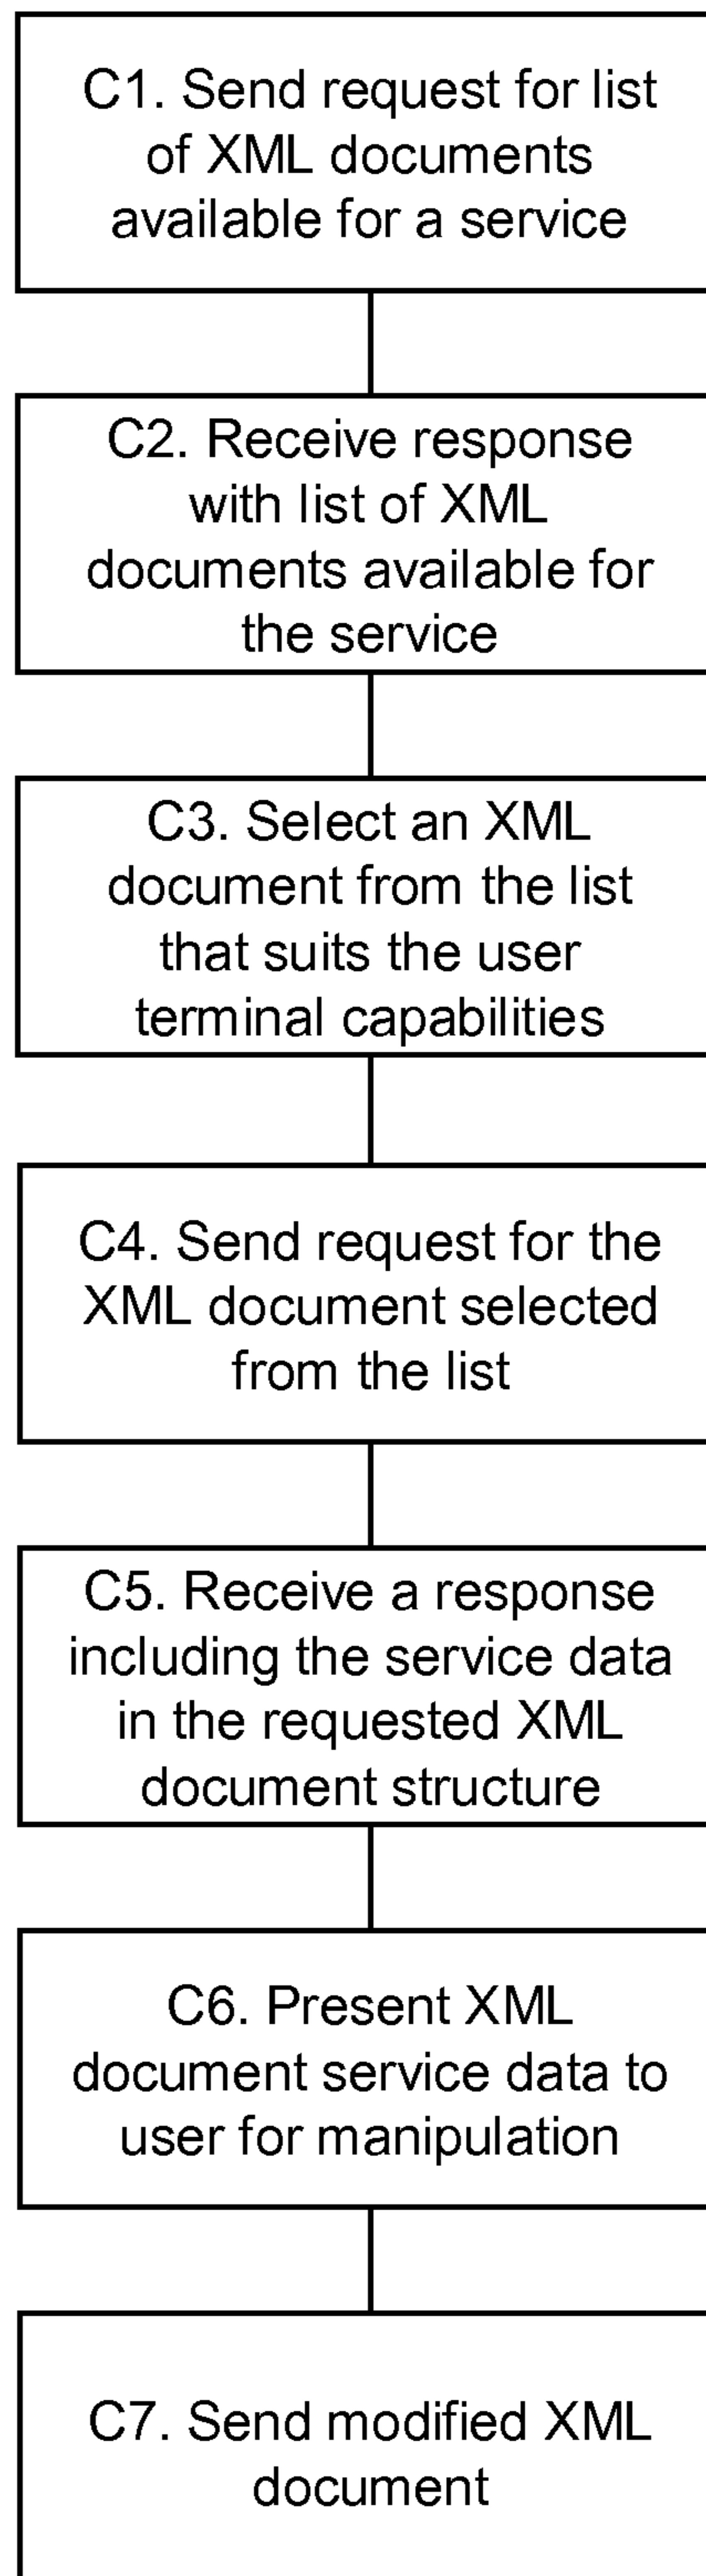 C1. Send request for list
of XML documents
available for a service
C2. Receive response
with list of XML
documents available for
the service
C3. Select an XML
document from the list
that suits the user
terminal capabilities
C4. Send request for the
XML document selected
from the list
C5. Receive a response
including the service data
in the requested XML
document structure
C6. Present XML
document service data to
user for manipulation
C7. Send modified XML
document